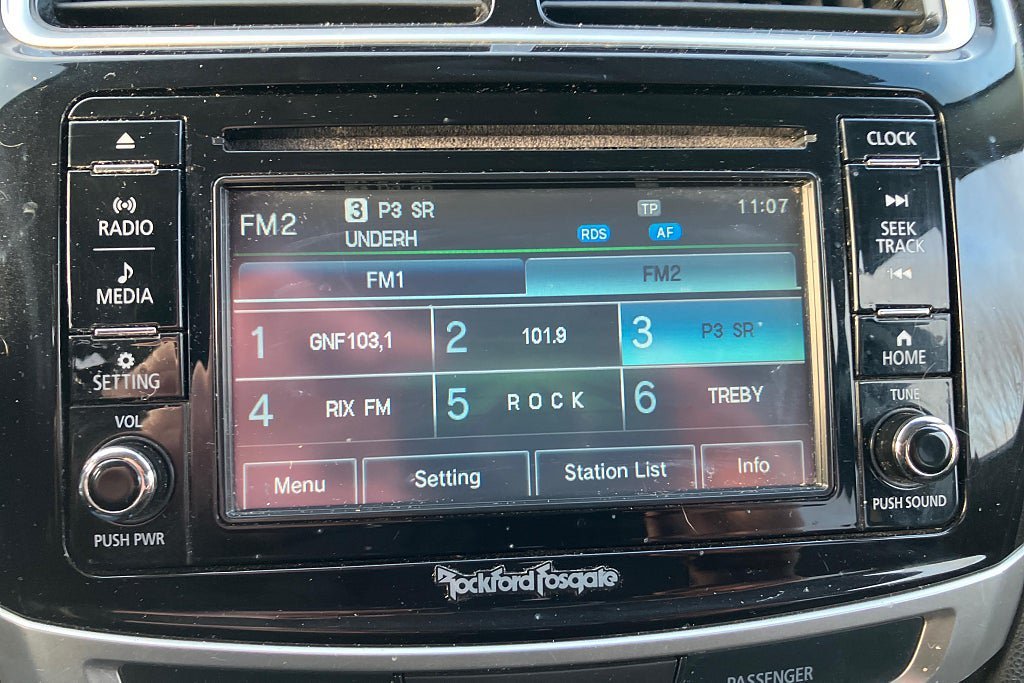 CLOCK
RADIO
MEDIA
SETTING
VOL
PUSH PWR
FM2 3 P3 SR TP 11:07
UNDERH RDS AF
FM1 FM2
1 GNF103,1 2 101.9 3 P3 SR
4 RIX FM 5 ROCK 6 TREBY
Menu Setting Station List Info
SEEK
TRACK
HOME
TUNE
PUSH SOUND
Rockford Fosgate
PASSENGER